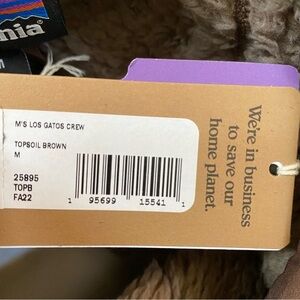 nia
M'S LOS GATOS CREW
TOPSOIL BROWN
M
25895
TOPB
FA22
1 95699 15541 1
We're in business
to save our
home planet.